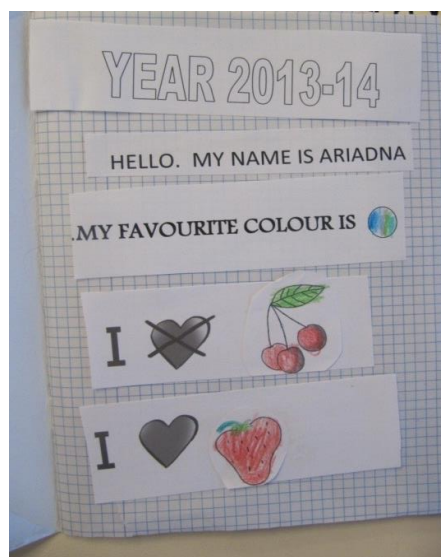 YEAR 2013-14
HELLO. MY NAME IS ARIADNA
.MY FAVOURITE COLOUR IS
I
I